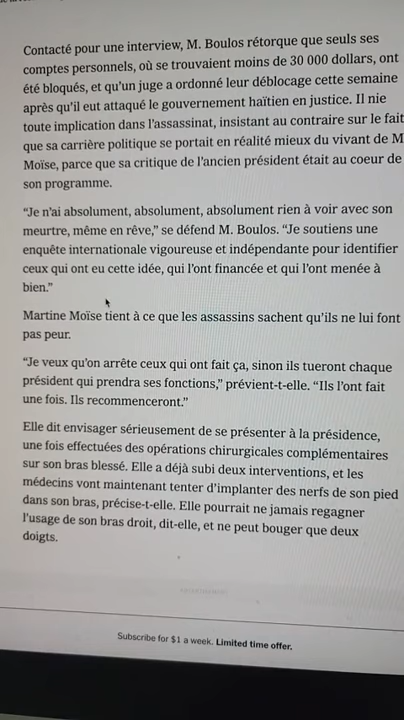 Contacté pour une interview, M. Boulos rétorque que seuls ses
comptes personnels, où se trouvaient moins de 30 000 dollars, ont
été bloqués, et qu'un juge a ordonné leur déblocage cette semaine
après qu'il eut attaqué le gouvernement haïtien en justice. Il nie
toute implication dans l'assassinat, insistant au contraire sur le fait
que sa carrière politique se portait en réalité mieux du vivant de M
Moïse, parce que sa critique de l'ancien président était au coeur de
son programme.
“Je n'ai absolument, absolument, absolument rien à voir avec son
meurtre, même en rêve,” se défend M. Boulos. “Je soutiens une
enquête internationale vigoureuse et indépendante pour identifier
ceux qui ont eu cette idée, qui l'ont financée et qui l'ont menée à
bien.”
Martine Moïse tient à ce que les assassins sachent qu'ils ne lui font
pas peur.
“Je veux qu'on arrête ceux qui ont fait ça, sinon ils tueront chaque
président qui prendra ses fonctions,” prévient-t-elle. “Ils l'ont fait
une fois. Ils recommenceront.”
Elle dit envisager sérieusement de se présenter à la présidence,
une fois effectuées des opérations chirurgicales complémentaires
sur son bras blessé. Elle a déjà subi deux interventions, et les
médecins vont maintenant tenter d'implanter des nerfs de son pied
dans son bras, précise-t-elle. Elle pourrait ne jamais regagner
l'usage de son bras droit, dit-elle, et ne peut bouger que deux
doigts.
Subscribe for $1 a week. Limited time offer.